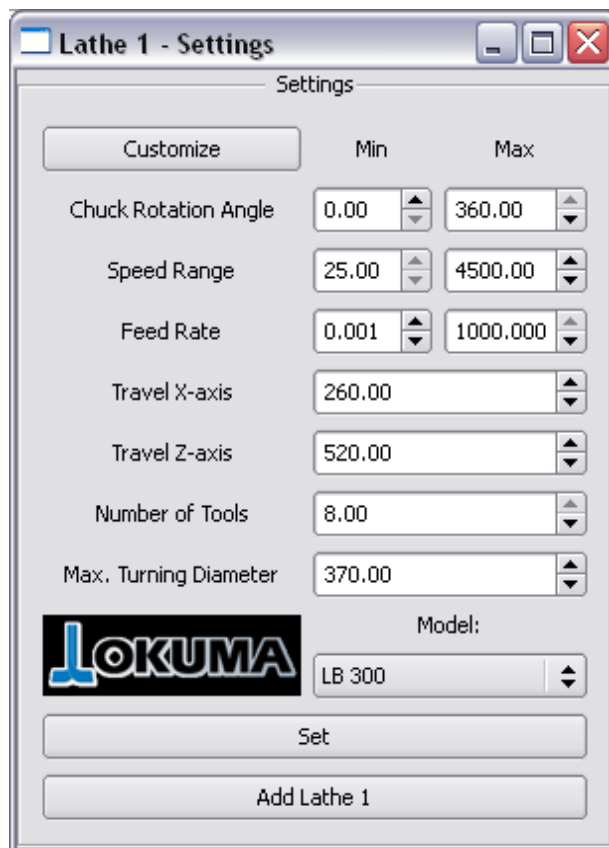 Lathe 1 - Settings
Settings
Customize Min Max
Chuck Rotation Angle 0.00 360.00
Speed Range 25.00 4500.00
Feed Rate 0.001 1000.000
Travel X-axis 260.00
Travel Z-axis 520.00
Number of Tools 8.00
Max. Turning Diameter 370.00
Model:
OKUMA
LB 300
Set
Add Lathe 1